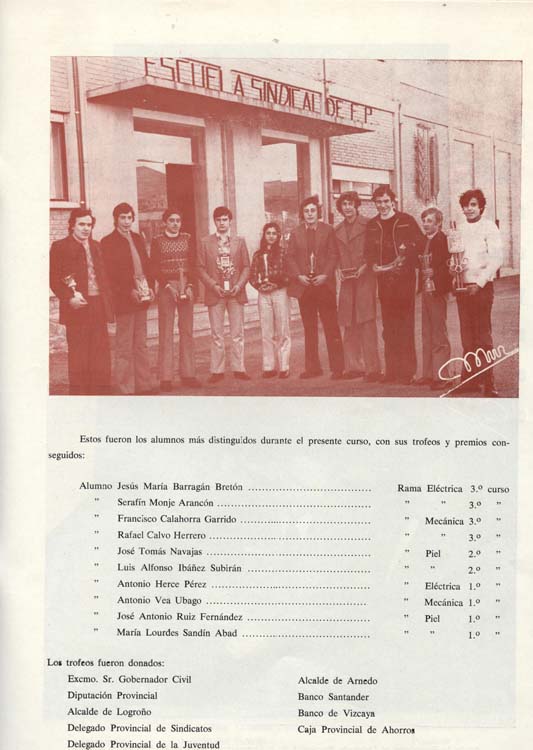 ESCUELA SINDICAL DE F.P.
Estos fueron los alumnos más distinguidos durante el presente curso, con sus trofeos y premios con-
seguidos:
Alumno Jesús María Barragán Bretón ................................... Rama Eléctrica 3.º curso
” Serafín Monje Arancón ............................................ ” ” 3.º ”
” Francisco Calahorra Garrido ..................................... ” Mecánica 3.º ”
” Rafael Calvo Herrero .............................................. ” ” 3.º ”
” José Tomás Navajas ............................................... ” Piel 2.º ”
” Luis Alfonso Ibáñez Subirán ................................... ” ” 2.º ”
” Antonio Herce Pérez ............................................. ” Eléctrica 1.º ”
” Antonio Vea Ubago ............................................... ” Mecánica 1.º ”
” José Antonio Ruiz Fernández ................................... ” Piel 1.º ”
” María Lourdes Sandín Abad .................................... ” ” 1.º ”
Los trofeos fueron donados:
Excmo. Sr. Gobernador Civil
Diputación Provincial
Alcalde de Logroño
Delegado Provincial de Sindicatos
Delegado Provincial de la Juventud
Alcalde de Arnedo
Banco Santander
Banco de Vizcaya
Caja Provincial de Ahorros